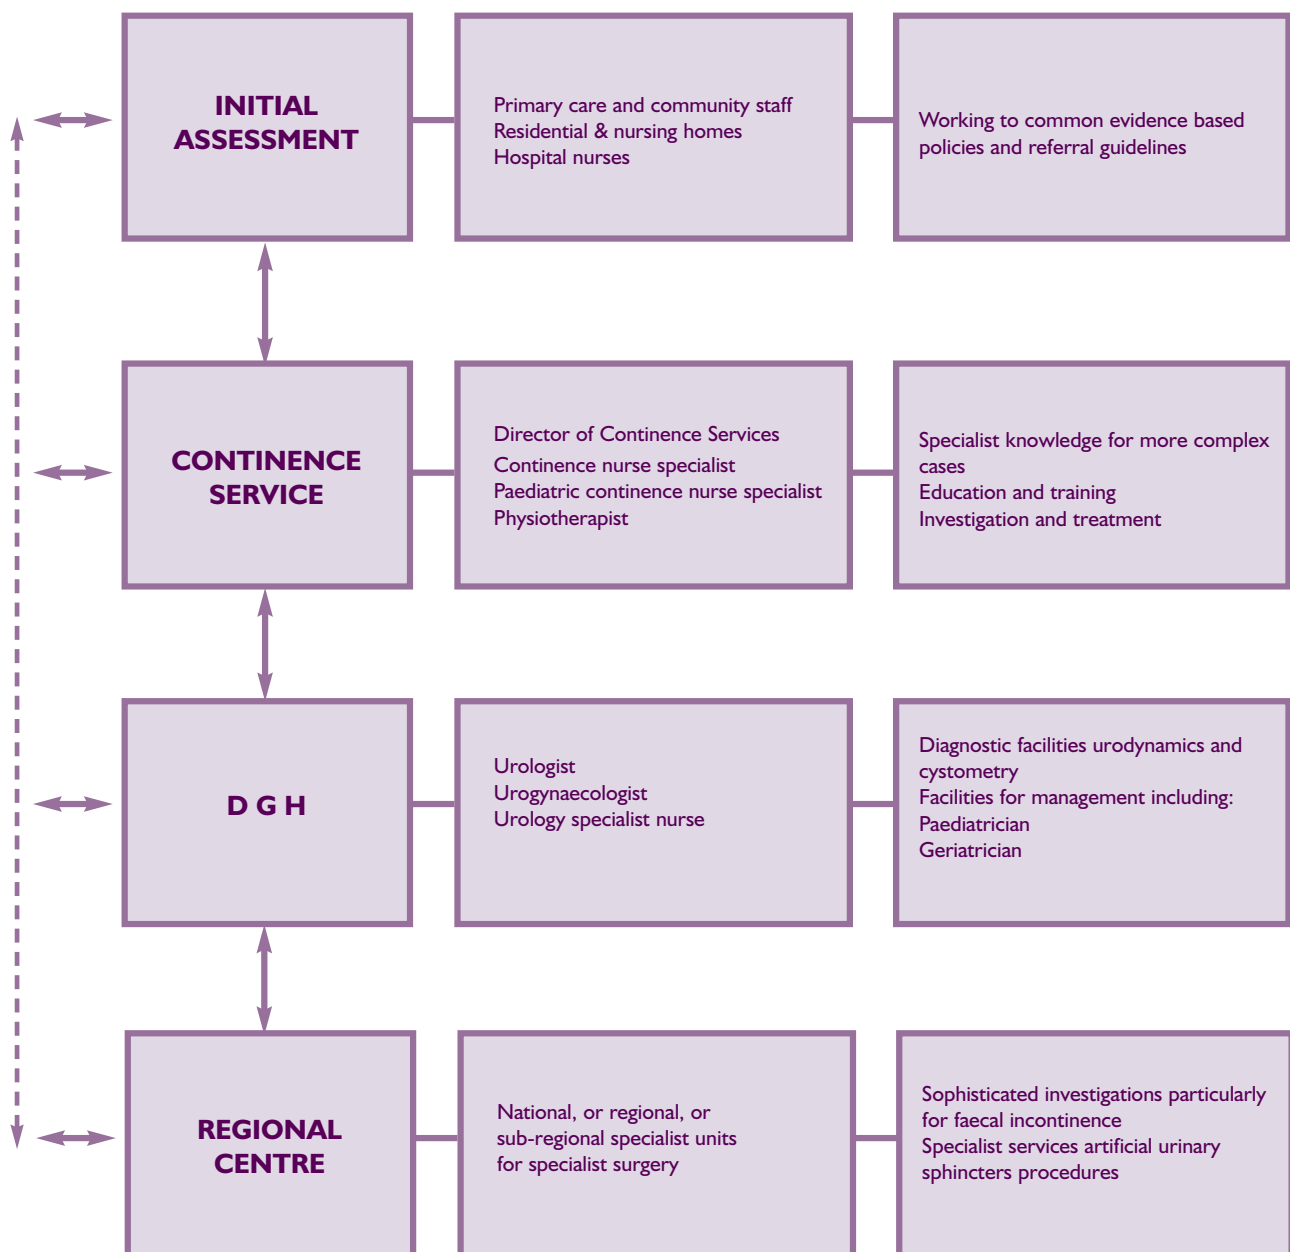 INITIAL
ASSESSMENT
Primary care and community staff
Residential & nursing homes
Hospital nurses
Working to common evidence based
policies and referral guidelines
CONTINENCE
SERVICE
Director of Continence Services
Continence nurse specialist
Paediatric continence nurse specialist
Physiotherapist
Specialist knowledge for more complex
cases
Education and training
Investigation and treatment
D G H
Urologist
Urogynaecologist
Urology specialist nurse
Diagnostic facilities urodynamics and
cystometry
Facilities for management including:
Paediatrician
Geriatrician
REGIONAL
CENTRE
National, or regional, or
sub-regional specialist units
for specialist surgery
Sophisticated investigations particularly
for faecal incontinence
Specialist services artificial urinary
sphincters procedures